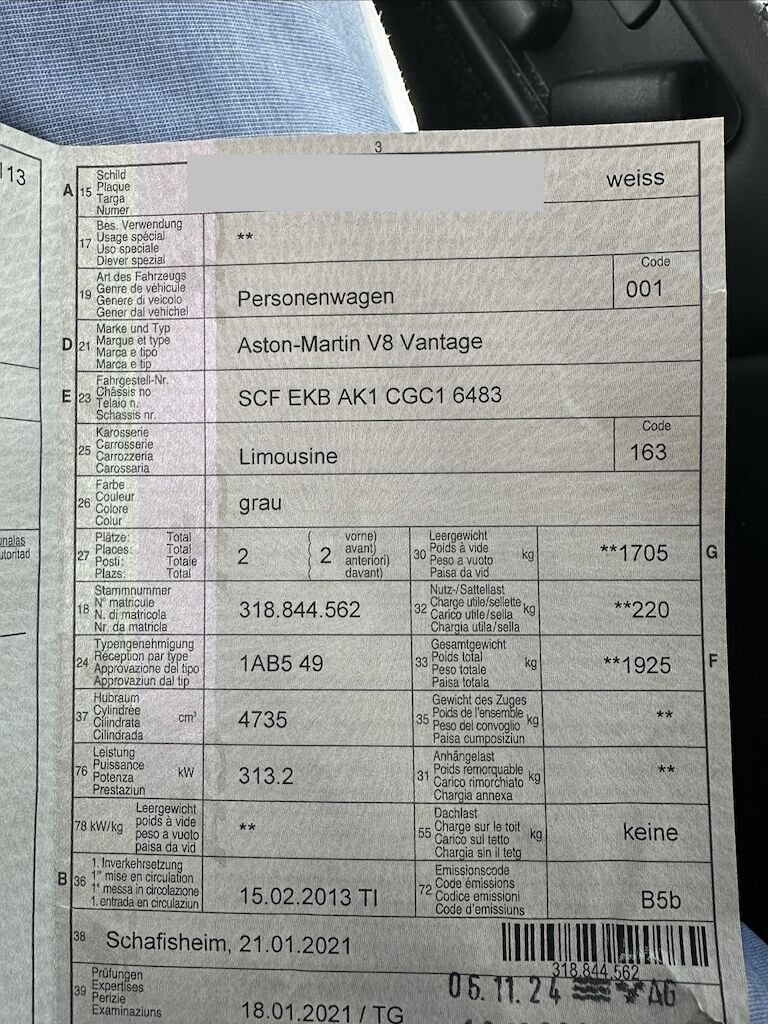 13
3
A 15 Schild
Plaque
Targa
Numer
weiss
17 Bes. Verwendung
Usage spécial
Uso speciale
Diever spezial
**
19 Art des Fahrzeugs
Genre de véhicule
Genere di veicolo
Gener dal vehichel
Personenwagen
Code
001
D 21 Marke und Typ
Marque et type
Marca e tipo
Marca e tip
Aston-Martin V8 Vantage
E 23 Fahrgestell-Nr.
Châssis no
Telaio n.
Schassis nr.
SCF EKB AK1 CGC1 6483
25 Karosserie
Carrosserie
Carrozzeria
Carossaria
Limousine
Code
163
26 Farbe
Couleur
Colore
Colur
grau
27 Plätze: Total
Places: Total
Posti: Totale
Plazs: Total
2 ( 2 vorne)
avant)
anteriori)
davant)
30 Leergewicht
Poids à vide
Peso a vuoto
Paisa da vid
kg
**1705 G
18 Stammnummer
N° matricule
N. di matricola
Nr. da matricla
318.844.562
32 Nutz-/Sattellast
Charge utile/sellette
Carico utile/sella
Chargia utila/sella
kg
**220
24 Typengenehmigung
Réception par type
Approvazione del tipo
Approvaziun dal tip
1AB5 49
33 Gesamtgewicht
Poids total
Peso totale
Paisa totala
kg
**1925 F
37 Hubraum
Cylindrée
Cilindrata
Cilindrada
cm³
4735
35 Gewicht des Zuges
Poids de l'ensemble
Peso del convoglio
Paisa cumposiziun
kg
**
76 Leistung
Puissance
Potenza
Prestaziun
kW
313.2
31 Anhängelast
Poids remorquable
Carico rimorchiato
Chargia annexa
kg
**
78 kW/kg Leergewicht
poids à vide
peso a vuoto
paisa da vid
**
55 Dachlast
Charge sur le toit
Carico sul tetto
Chargia sin il tetg
kg
keine
B 36 1. Inverkehrsetzung
1re mise en circulation
1a messa in circolazione
1. entrada en circulaziun
15.02.2013 TI
72 Emissionscode
Code émissions
Codice emissioni
Code d'emissiuns
B5b
38 Schafisheim, 21.01.2021
318.844.562
39 Prüfungen
Expertises
Perizie
Examinaziuns
18.01.2021 / TG
06.11.24 AG